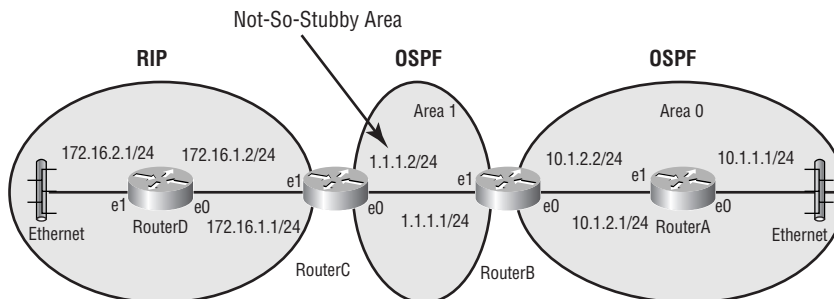 Not-So-Stubby Area
RIP
OSPF
OSPF
Area 1
Area 0
172.16.2.1/24
172.16.1.2/24
1.1.1.2/24
10.1.2.2/24
10.1.1.1/24
e1
e1
e1
e1
e0
e0
e0
Ethernet
RouterD
172.16.1.1/24
1.1.1.1/24
10.1.2.1/24
RouterA
Ethernet
RouterC
RouterB